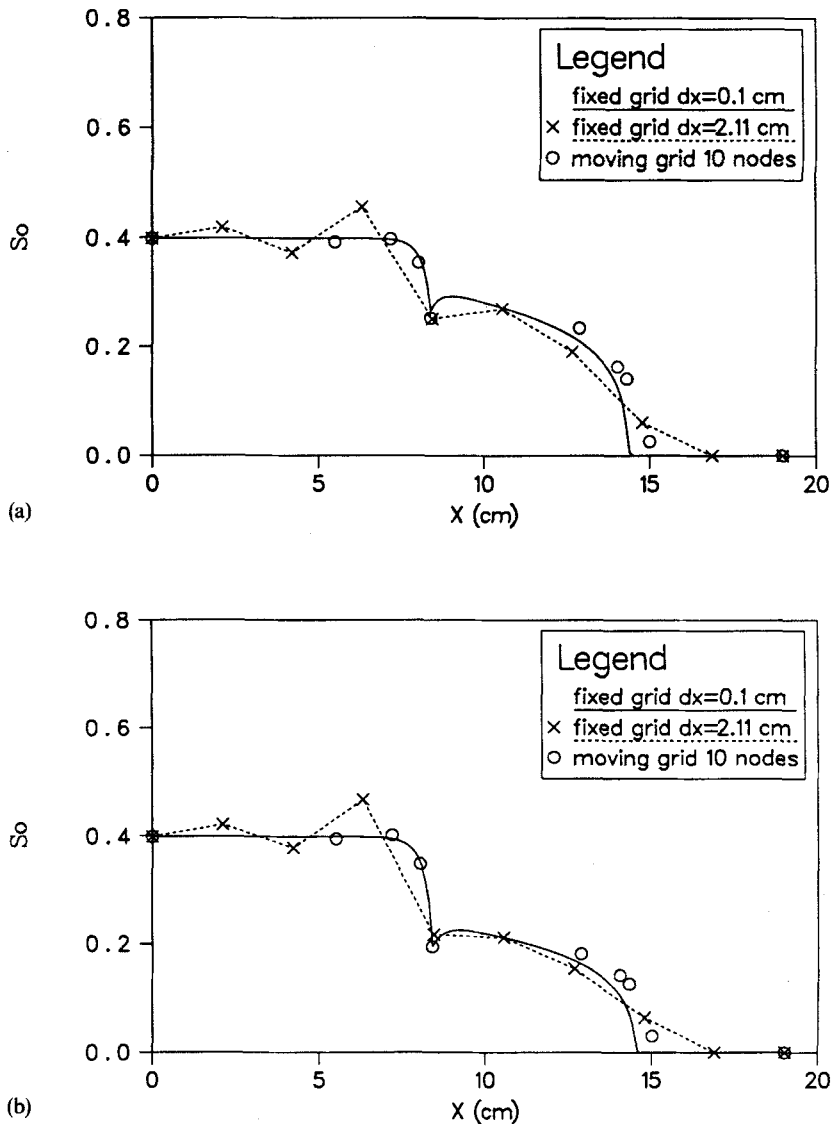 0.8
0.6
0.4
0.2
0.0
So
0
5
10
15
20
X (cm)
Legend
fixed grid dx=0.1 cm
fixed grid dx=2.11 cm
moving grid 10 nodes
(a)
0.8
0.6
0.4
0.2
0.0
So
0
5
10
15
20
X (cm)
Legend
fixed grid dx=0.1 cm
fixed grid dx=2.11 cm
moving grid 10 nodes
(b)